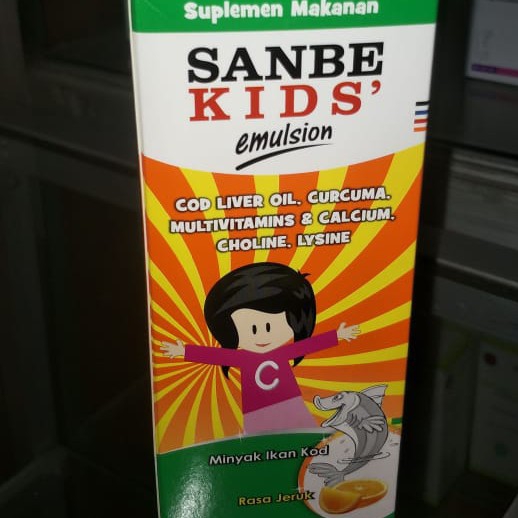 Suplemen Makanan
SANBE
KIDS'
emulsion
COD LIVER OIL, CURCUMA,
MULTIVITAMINS & CALCIUM,
CHOLINE, LYSINE
C
Minyak Ikan Kod
Rasa Jeruk